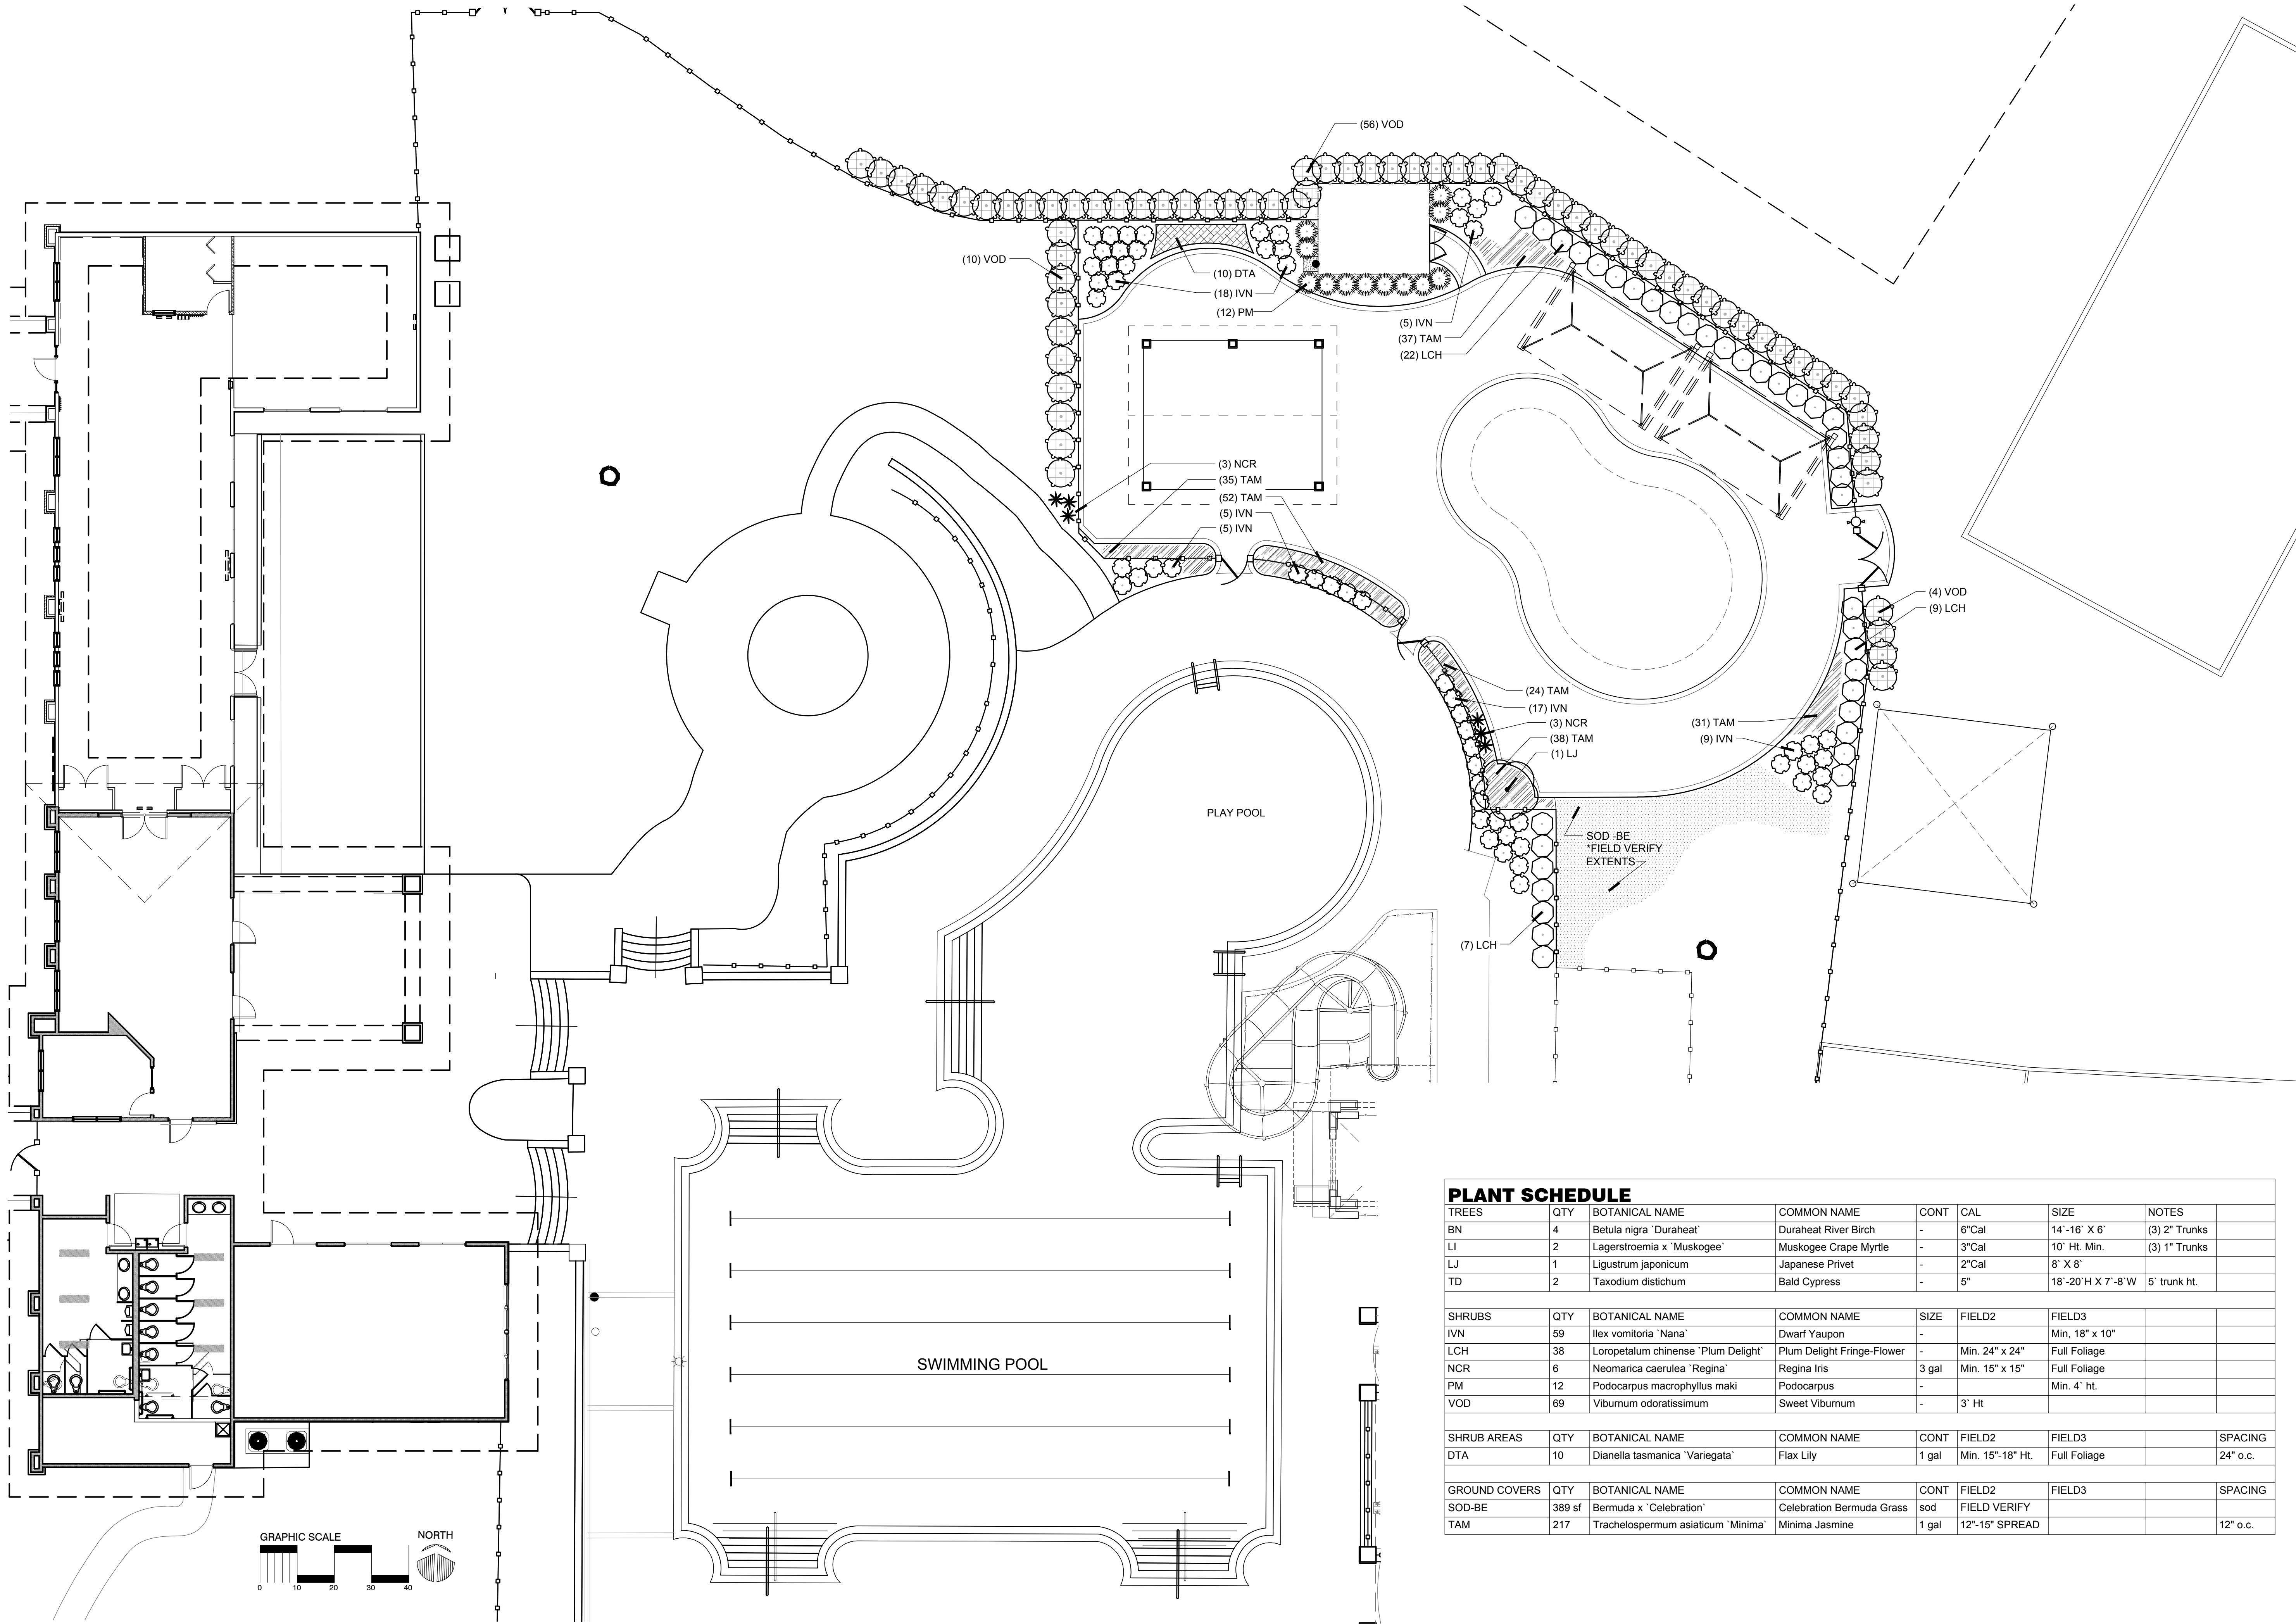 (56) VOD
(10) VOD
(10) DTA
(18) IVN
(12) PM
(5) IVN
(37) TAM
(22) LCH
(3) NCR
(35) TAM
(52) TAM
(5) IVN
(5) IVN
(4) VOD
(9) LCH
(24) TAM
(17) IVN
(3) NCR
(38) TAM
(1) LJ
(31) TAM
(9) IVN
PLAY POOL
SOD -BE
*FIELD VERIFY
EXTENTS
(7) LCH
SWIMMING POOL
GRAPHIC SCALE
NORTH
0 10 20 30 40
PLANT SCHEDULE
TREES QTY BOTANICAL NAME COMMON NAME CONT CAL SIZE NOTES
BN 4 Betula nigra `Duraheat` Duraheat River Birch - 6"Cal 14`-16` X 6` (3) 2" Trunks
LI 2 Lagerstroemia x `Muskogee` Muskogee Crape Myrtle - 3"Cal 10` Ht. Min. (3) 1" Trunks
LJ 1 Ligustrum japonicum Japanese Privet - 2"Cal 8` X 8`
TD 2 Taxodium distichum Bald Cypress - 5" 18`-20`H X 7`-8`W 5` trunk ht.
SHRUBS QTY BOTANICAL NAME COMMON NAME SIZE FIELD2 FIELD3
IVN 59 Ilex vomitoria `Nana` Dwarf Yaupon - Min, 18" x 10"
LCH 38 Loropetalum chinense `Plum Delight` Plum Delight Fringe-Flower - Min. 24" x 24" Full Foliage
NCR 6 Neomarica caerulea `Regina` Regina Iris 3 gal Min. 15" x 15" Full Foliage
PM 12 Podocarpus macrophyllus maki Podocarpus - Min. 4` ht.
VOD 69 Viburnum odoratissimum Sweet Viburnum - 3` Ht
SHRUB AREAS QTY BOTANICAL NAME COMMON NAME CONT FIELD2 FIELD3 SPACING
DTA 10 Dianella tasmanica `Variegata` Flax Lily 1 gal Min. 15"-18" Ht. Full Foliage 24" o.c.
GROUND COVERS QTY BOTANICAL NAME COMMON NAME CONT FIELD2 FIELD3 SPACING
SOD-BE 389 sf Bermuda x `Celebration` Celebration Bermuda Grass sod FIELD VERIFY
TAM 217 Trachelospermum asiaticum `Minima` Minima Jasmine 1 gal 12"-15" SPREAD 12" o.c.